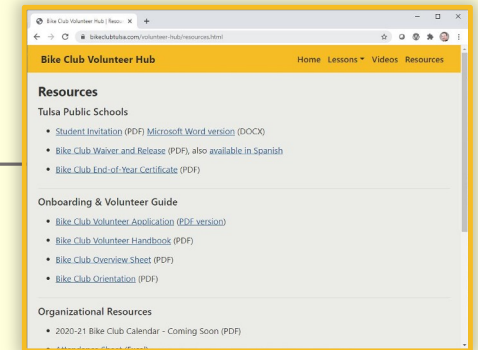 Bike Club Volunteer Hub | Resou
bikeclubtulsa.com/volunteer-hub/resources.html
Bike Club Volunteer Hub Home Lessons Videos Resources
Resources
Tulsa Public Schools
Student Invitation (PDF) Microsoft Word version (DOCX)
Bike Club Waiver and Release (PDF), also available in Spanish
Bike Club End-of-Year Certificate (PDF)
Onboarding & Volunteer Guide
Bike Club Volunteer Application (PDF version)
Bike Club Volunteer Handbook (PDF)
Bike Club Overview Sheet (PDF)
Bike Club Orientation (PDF)
Organizational Resources
2020-21 Bike Club Calendar - Coming Soon (PDF)